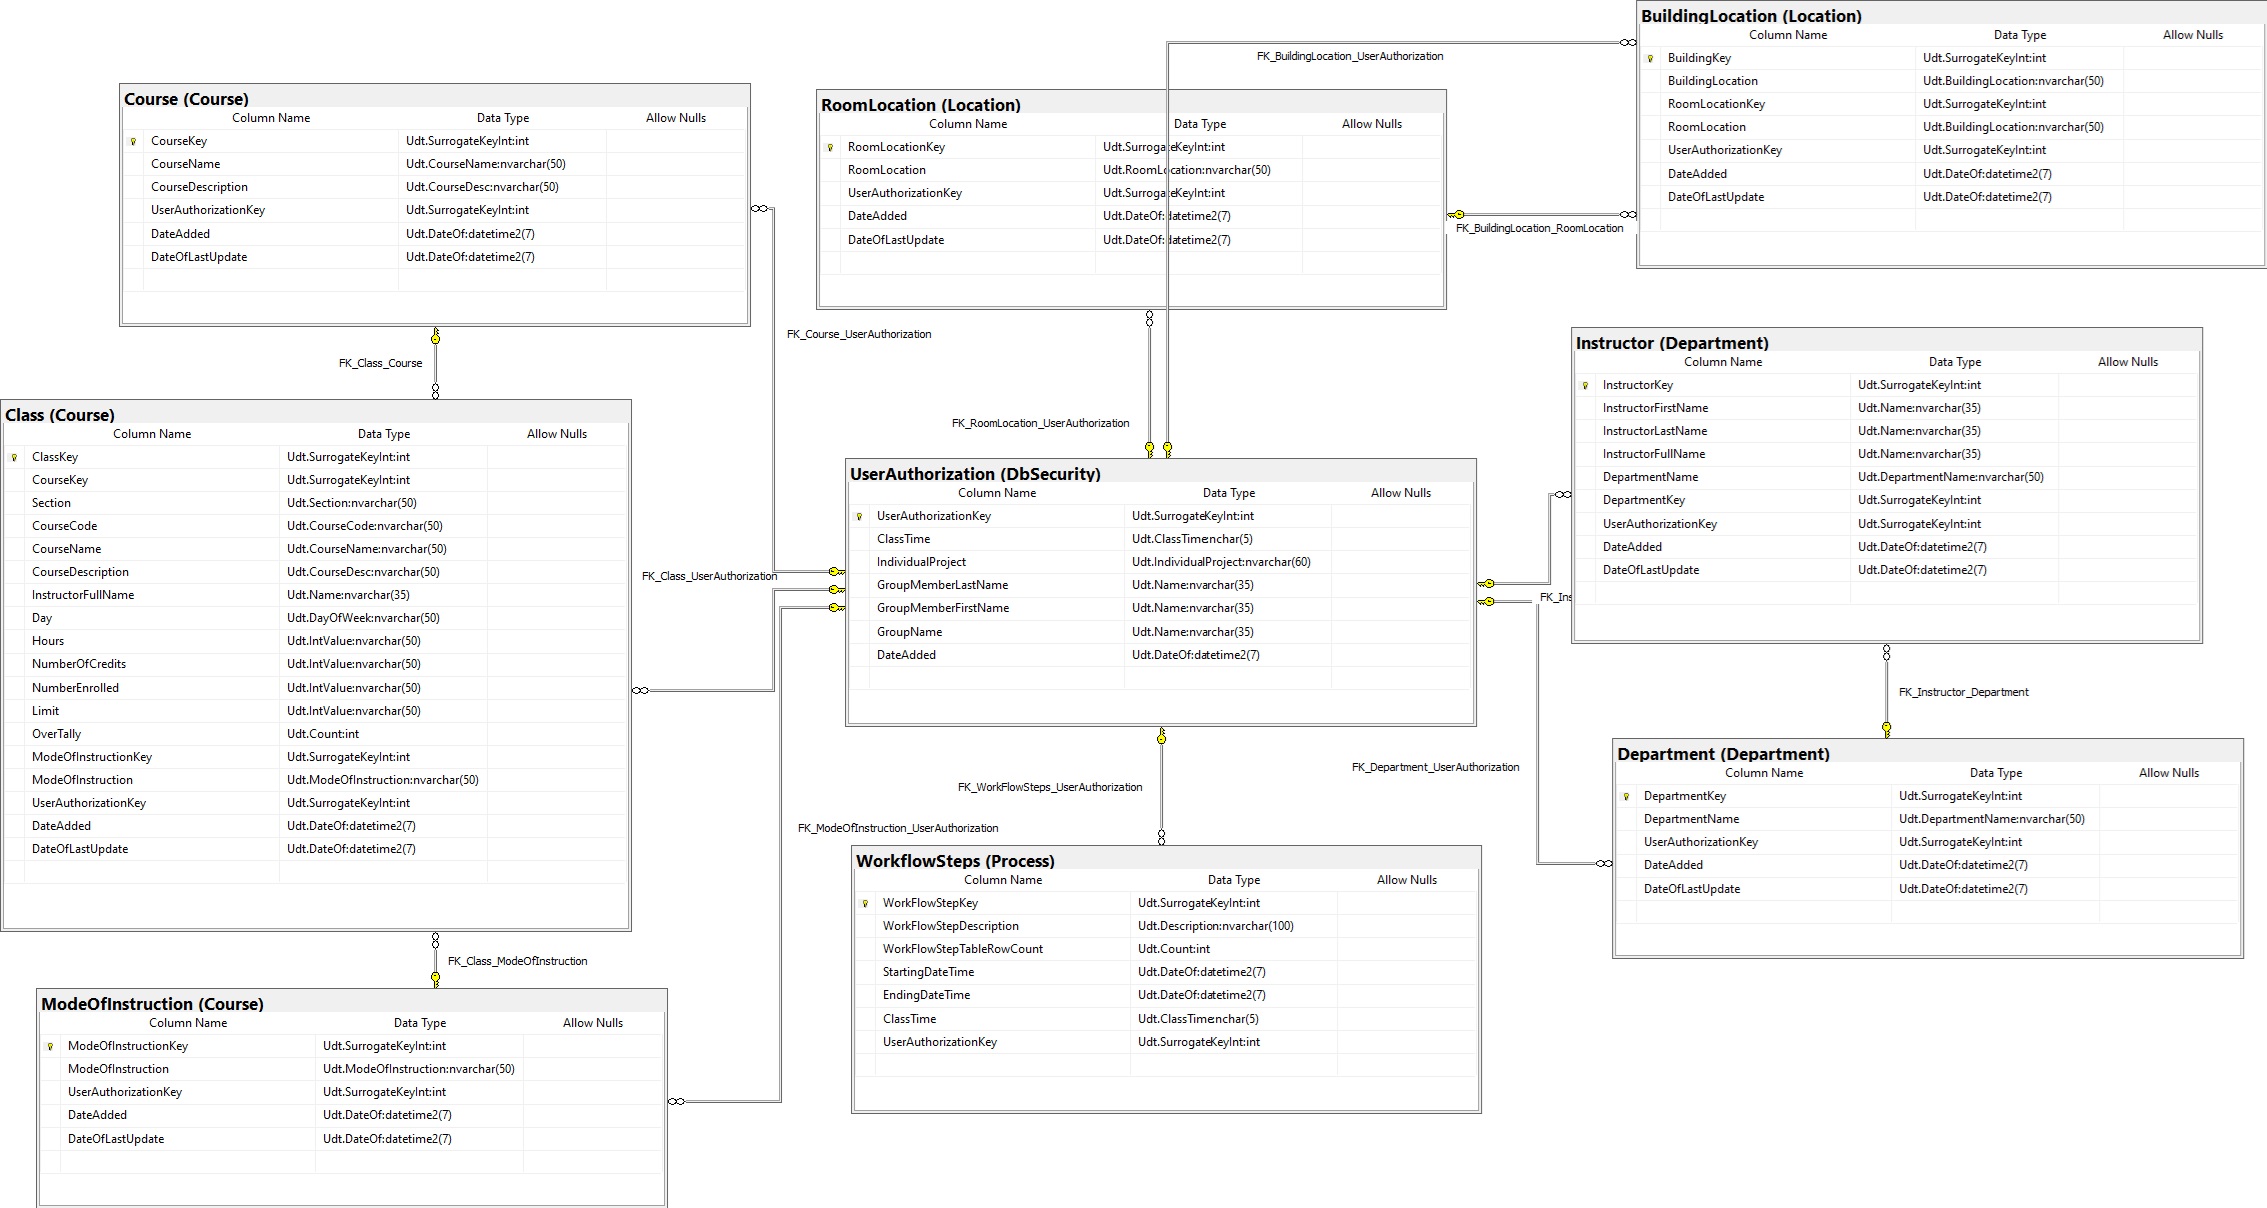 BuildingLocation (Location)
Column Name Data Type Allow Nulls
BuildingKey Udt.SurrogateKeyInt:int
BuildingLocation Udt.BuildingLocation:nvarchar(50)
RoomLocationKey Udt.SurrogateKeyInt:int
RoomLocation Udt.BuildingLocation:nvarchar(50)
UserAuthorizationKey Udt.SurrogateKeyInt:int
DateAdded Udt.DateOf:datetime2(7)
DateOfLastUpdate Udt.DateOf:datetime2(7)
FK_BuildingLocation_UserAuthorization
Course (Course)
Column Name Data Type Allow Nulls
CourseKey Udt.SurrogateKeyInt:int
CourseName Udt.CourseName:nvarchar(50)
CourseDescription Udt.CourseDesc:nvarchar(50)
UserAuthorizationKey Udt.SurrogateKeyInt:int
DateAdded Udt.DateOf:datetime2(7)
DateOfLastUpdate Udt.DateOf:datetime2(7)
RoomLocation (Location)
Column Name Data Type Allow Nulls
RoomLocationKey Udt.SurrogateKeyInt:int
RoomLocation Udt.RoomLocation:nvarchar(50)
UserAuthorizationKey Udt.SurrogateKeyInt:int
DateAdded Udt.DateOf:datetime2(7)
DateOfLastUpdate Udt.DateOf:datetime2(7)
FK_BuildingLocation_RoomLocation
FK_Course_UserAuthorization
FK_Class_Course
FK_RoomLocation_UserAuthorization
Instructor (Department)
Column Name Data Type Allow Nulls
InstructorKey Udt.SurrogateKeyInt:int
InstructorFirstName Udt.Name:nvarchar(35)
InstructorLastName Udt.Name:nvarchar(35)
InstructorFullName Udt.Name:nvarchar(35)
DepartmentName Udt.DepartmentName:nvarchar(50)
DepartmentKey Udt.SurrogateKeyInt:int
UserAuthorizationKey Udt.SurrogateKeyInt:int
DateAdded Udt.DateOf:datetime2(7)
DateOfLastUpdate Udt.DateOf:datetime2(7)
FK_Ins
Class (Course)
Column Name Data Type Allow Nulls
ClassKey Udt.SurrogateKeyInt:int
CourseKey Udt.SurrogateKeyInt:int
Section Udt.Section:nvarchar(50)
CourseCode Udt.CourseCode:nvarchar(50)
CourseName Udt.CourseName:nvarchar(50)
CourseDescription Udt.CourseDesc:nvarchar(50)
InstructorFullName Udt.Name:nvarchar(35)
Day Udt.DayOfWeek:nvarchar(50)
Hours Udt.IntValue:nvarchar(50)
NumberOfCredits Udt.IntValue:nvarchar(50)
NumberEnrolled Udt.IntValue:nvarchar(50)
Limit Udt.IntValue:nvarchar(50)
OverTally Udt.Count:int
ModeOfInstructionKey Udt.SurrogateKeyInt:int
ModeOfInstruction Udt.ModeOfInstruction:nvarchar(50)
UserAuthorizationKey Udt.SurrogateKeyInt:int
DateAdded Udt.DateOf:datetime2(7)
DateOfLastUpdate Udt.DateOf:datetime2(7)
FK_Class_UserAuthorization
UserAuthorization (DbSecurity)
Column Name Data Type Allow Nulls
UserAuthorizationKey Udt.SurrogateKeyInt:int
ClassTime Udt.ClassTime:nchar(5)
IndividualProject Udt.IndividualProject:nvarchar(60)
GroupMemberLastName Udt.Name:nvarchar(35)
GroupMemberFirstName Udt.Name:nvarchar(35)
GroupName Udt.Name:nvarchar(35)
DateAdded Udt.DateOf:datetime2(7)
FK_Instructor_Department
FK_Department_UserAuthorization
FK_WorkFlowSteps_UserAuthorization
FK_ModeOfInstruction_UserAuthorization
Department (Department)
Column Name Data Type Allow Nulls
DepartmentKey Udt.SurrogateKeyInt:int
DepartmentName Udt.DepartmentName:nvarchar(50)
UserAuthorizationKey Udt.SurrogateKeyInt:int
DateAdded Udt.DateOf:datetime2(7)
DateOfLastUpdate Udt.DateOf:datetime2(7)
WorkflowSteps (Process)
Column Name Data Type Allow Nulls
WorkFlowStepKey Udt.SurrogateKeyInt:int
WorkFlowStepDescription Udt.Description:nvarchar(100)
WorkFlowStepTableRowCount Udt.Count:int
StartingDateTime Udt.DateOf:datetime2(7)
EndingDateTime Udt.DateOf:datetime2(7)
ClassTime Udt.ClassTime:nchar(5)
UserAuthorizationKey Udt.SurrogateKeyInt:int
FK_Class_ModeOfInstruction
ModeOfInstruction (Course)
Column Name Data Type Allow Nulls
ModeOfInstructionKey Udt.SurrogateKeyInt:int
ModeOfInstruction Udt.ModeOfInstruction:nvarchar(50)
UserAuthorizationKey Udt.SurrogateKeyInt:int
DateAdded Udt.DateOf:datetime2(7)
DateOfLastUpdate Udt.DateOf:datetime2(7)